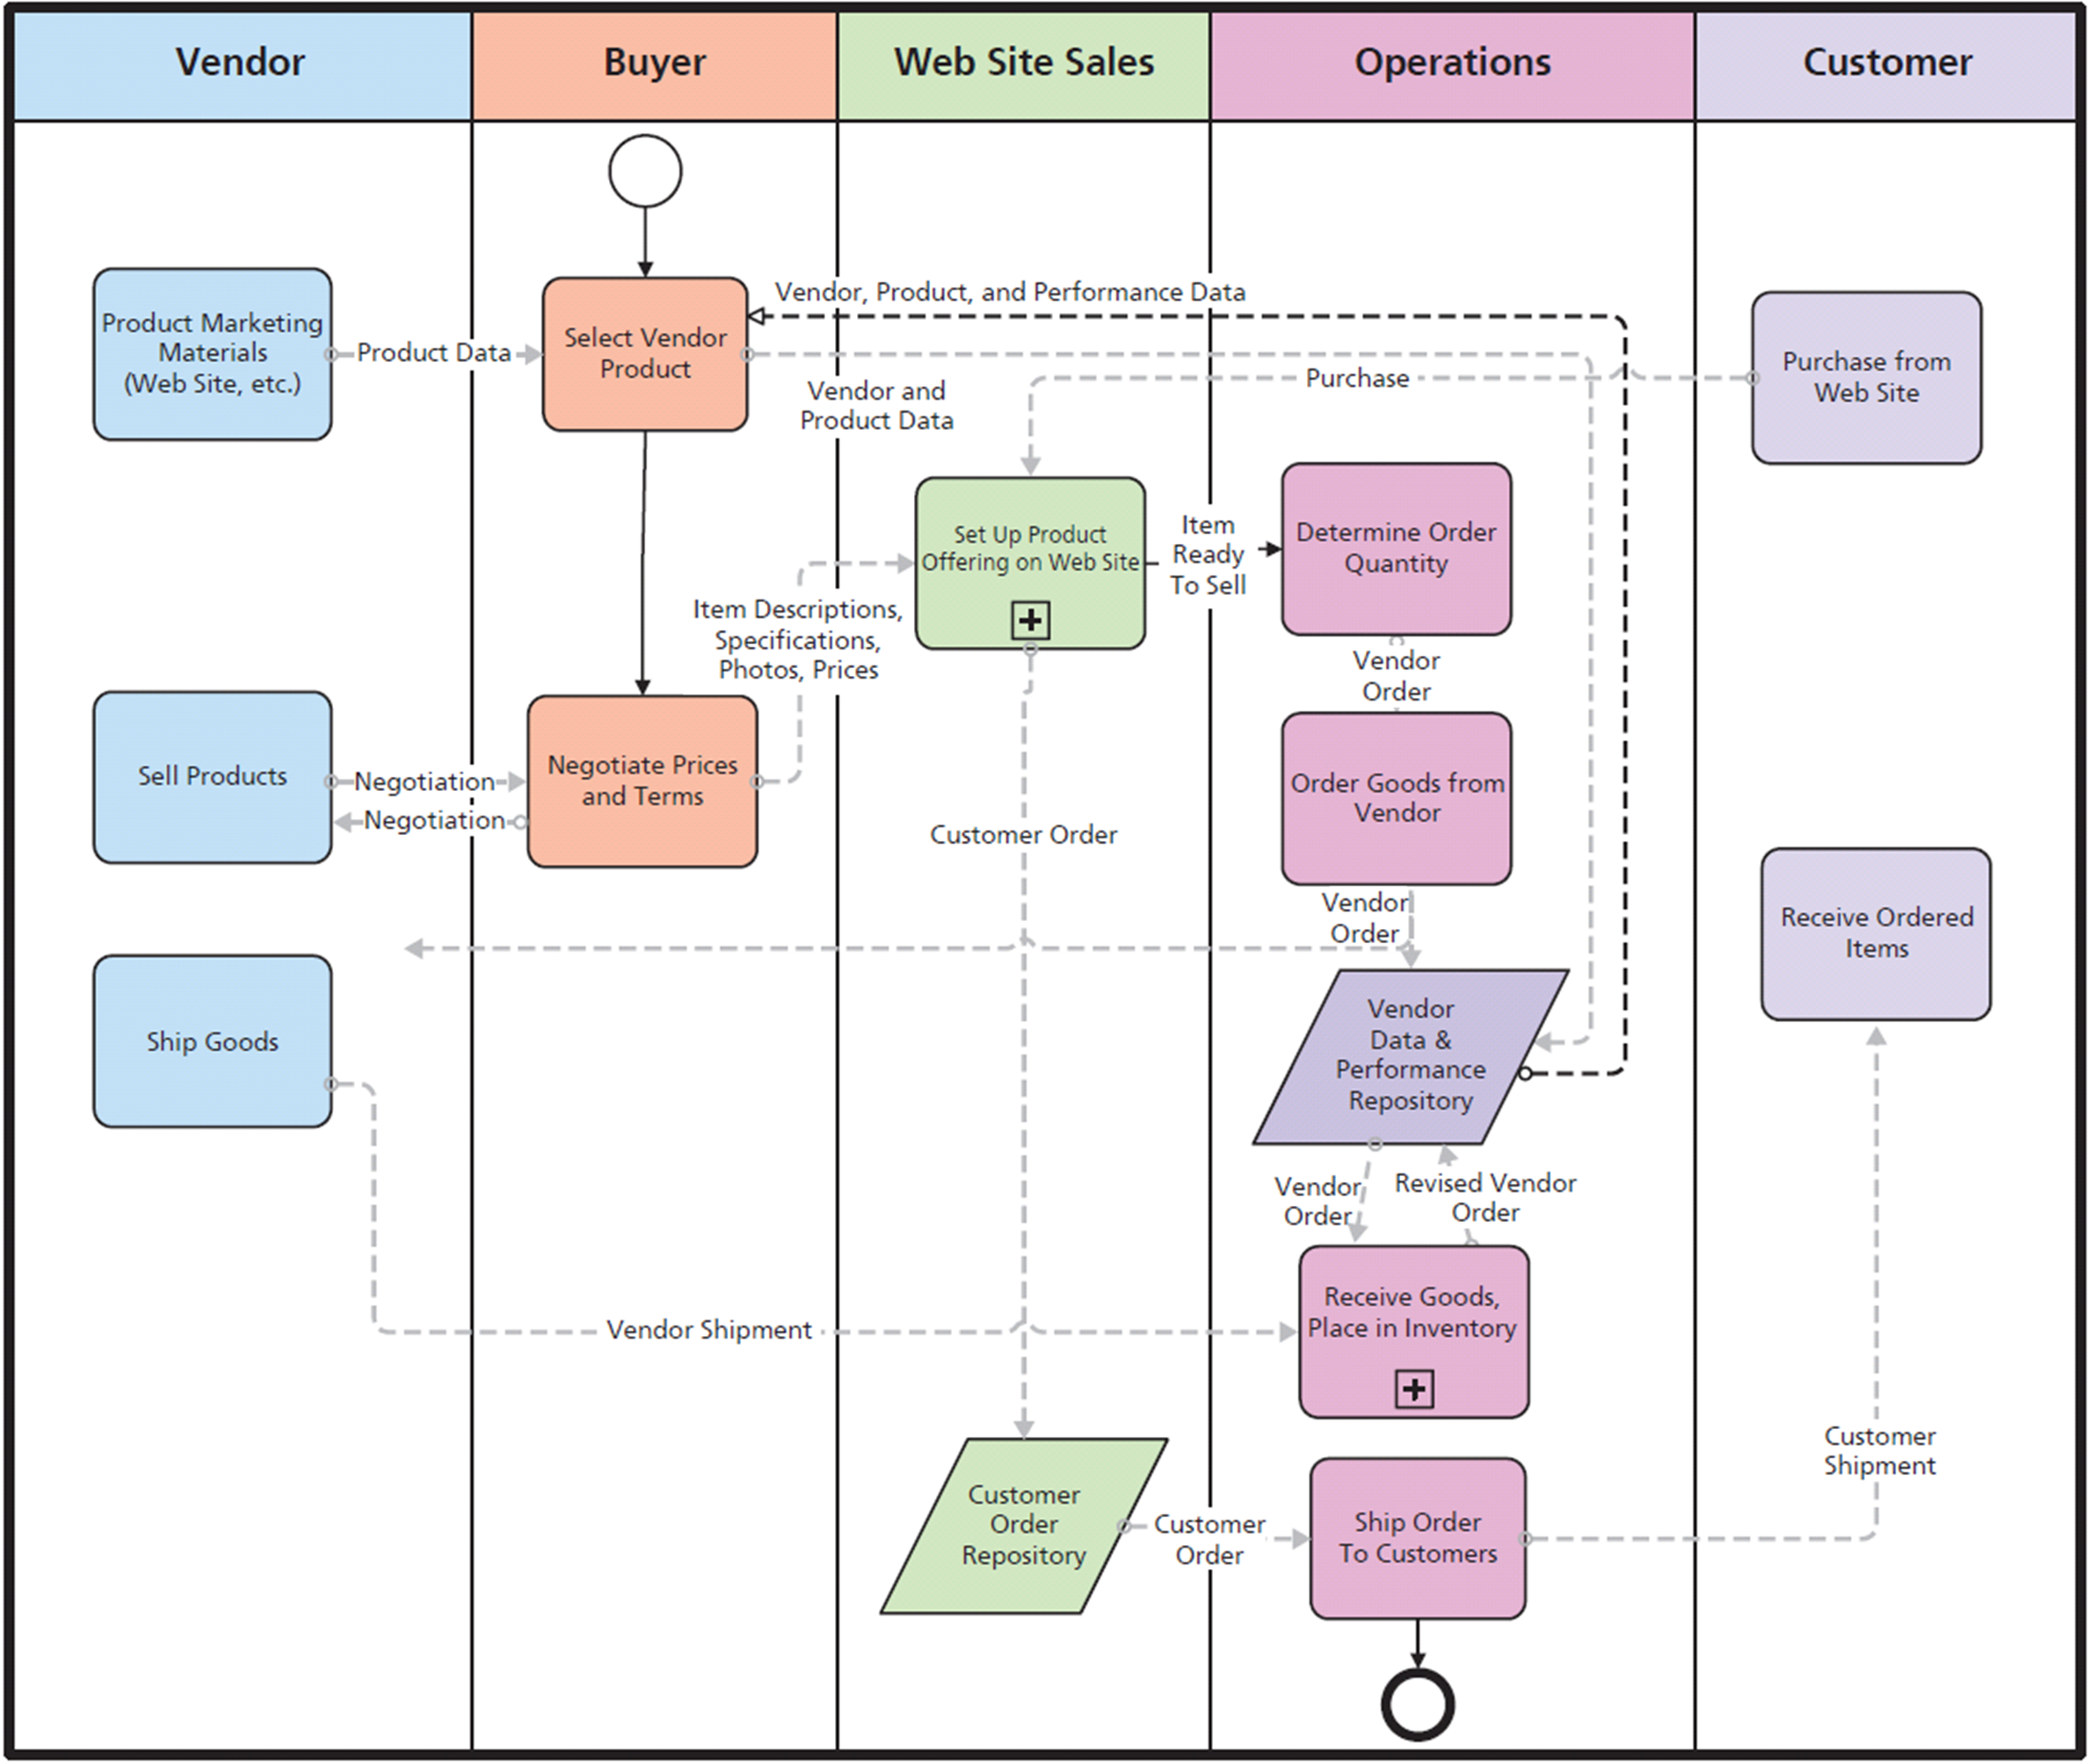 Vendor
Buyer
Web Site Sales
Operations
Customer
Product Marketing
Materials
(Web Site, etc.)
Product Data
Select Vendor
Product
Vendor, Product, and Performance Data
Vendor and
Product Data
Purchase
Purchase from
Web Site
Set Up Product
Offering on Web Site
Item
Ready
To Sell
Determine Order
Quantity
Item Descriptions,
Specifications,
Photos, Prices
Vendor
Order
Sell Products
Negotiation
Negotiation
Negotiate Prices
and Terms
Order Goods from
Vendor
Customer Order
Vendor
Order
Receive Ordered
Items
Ship Goods
Vendor
Data &
Performance
Repository
Vendor
Order
Revised Vendor
Order
Vendor Shipment
Receive Goods,
Place in Inventory
Customer
Shipment
Customer
Order
Repository
Customer
Order
Ship Order
To Customers